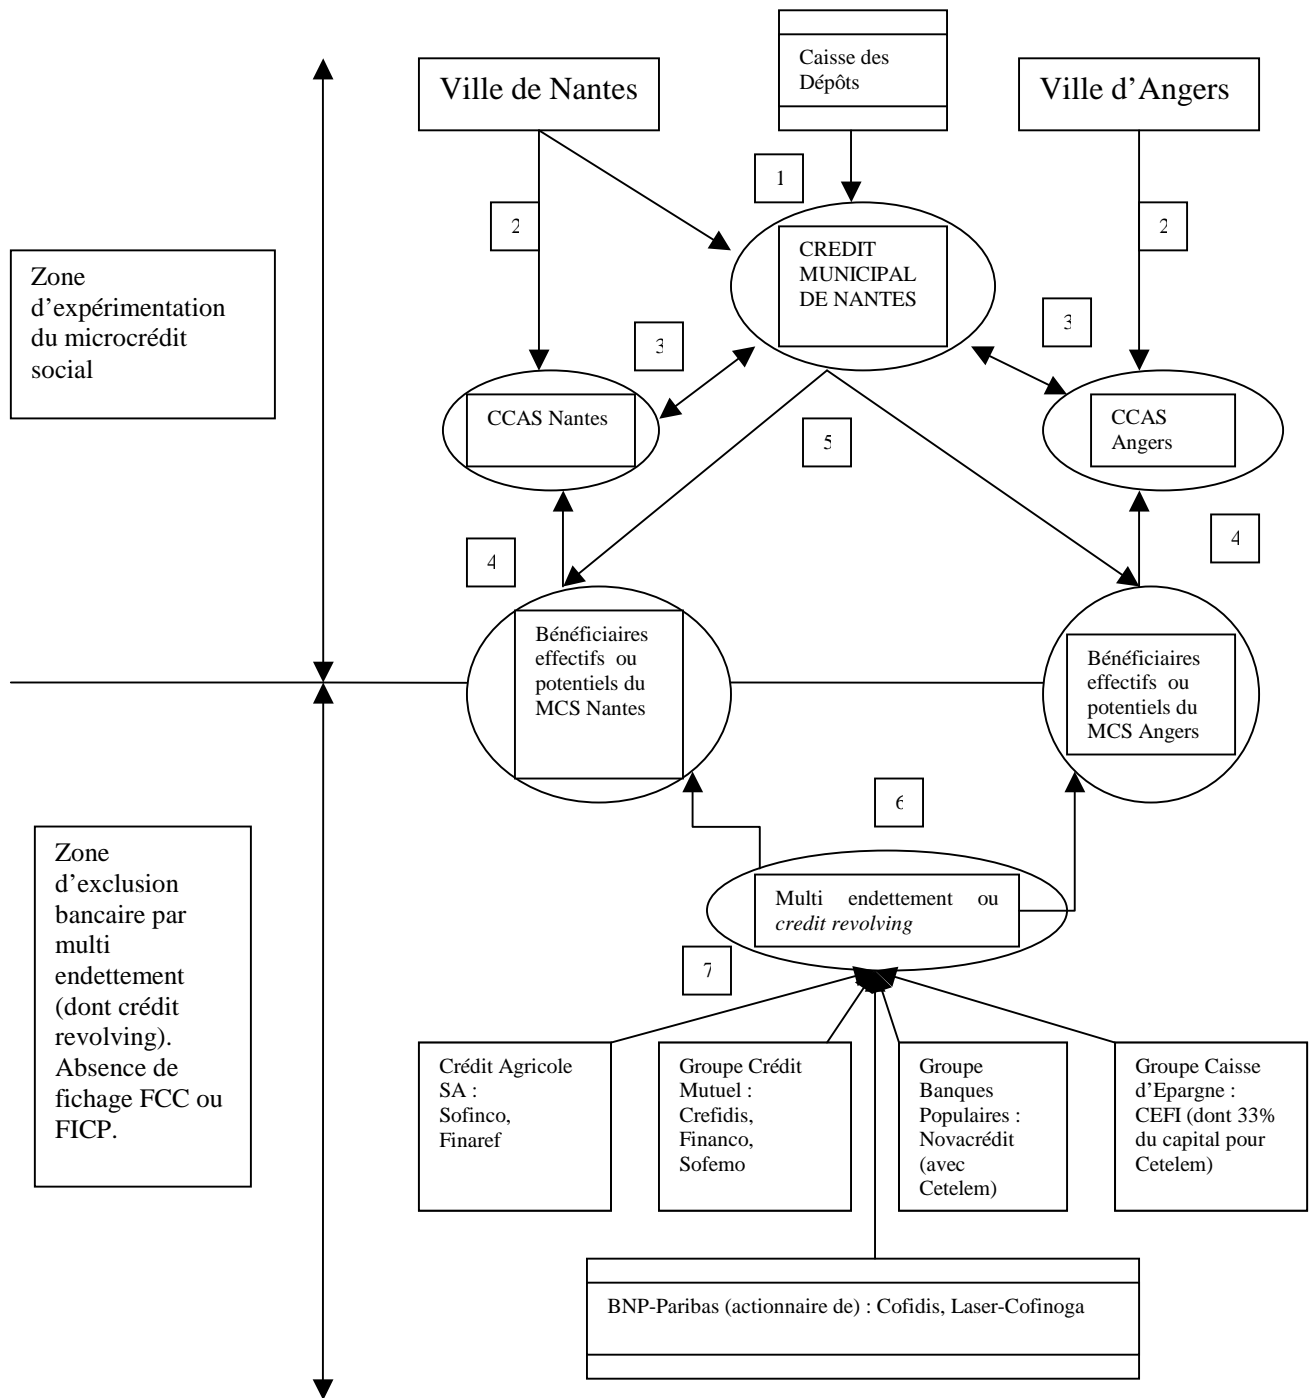 Caisse des
Dépôts
Ville de Nantes
Ville d’Angers
1
2
2
CREDIT
MUNICIPAL
DE NANTES
Zone
d’expérimentation
du microcrédit
social
3
3
CCAS Nantes
CCAS
Angers
5
4
4
Bénéficiaires
effectifs ou
potentiels du
MCS Nantes
Bénéficiaires
effectifs ou
potentiels du
MCS Angers
6
Zone
d’exclusion
bancaire par
multi
endettement
(dont crédit
revolving).
Absence de
fichage FCC ou
FICP.
Multi endettement ou
credit revolving
7
Crédit Agricole
SA :
Sofinco,
Finaref
Groupe Crédit
Mutuel :
Crefidis,
Financo,
Sofemo
Groupe
Banques
Populaires :
Novacrédit
(avec
Cetelem)
Groupe Caisse
d’Epargne :
CEFI (dont 33%
du capital pour
Cetelem)
BNP-Paribas (actionnaire de) : Cofidis, Laser-Cofinoga